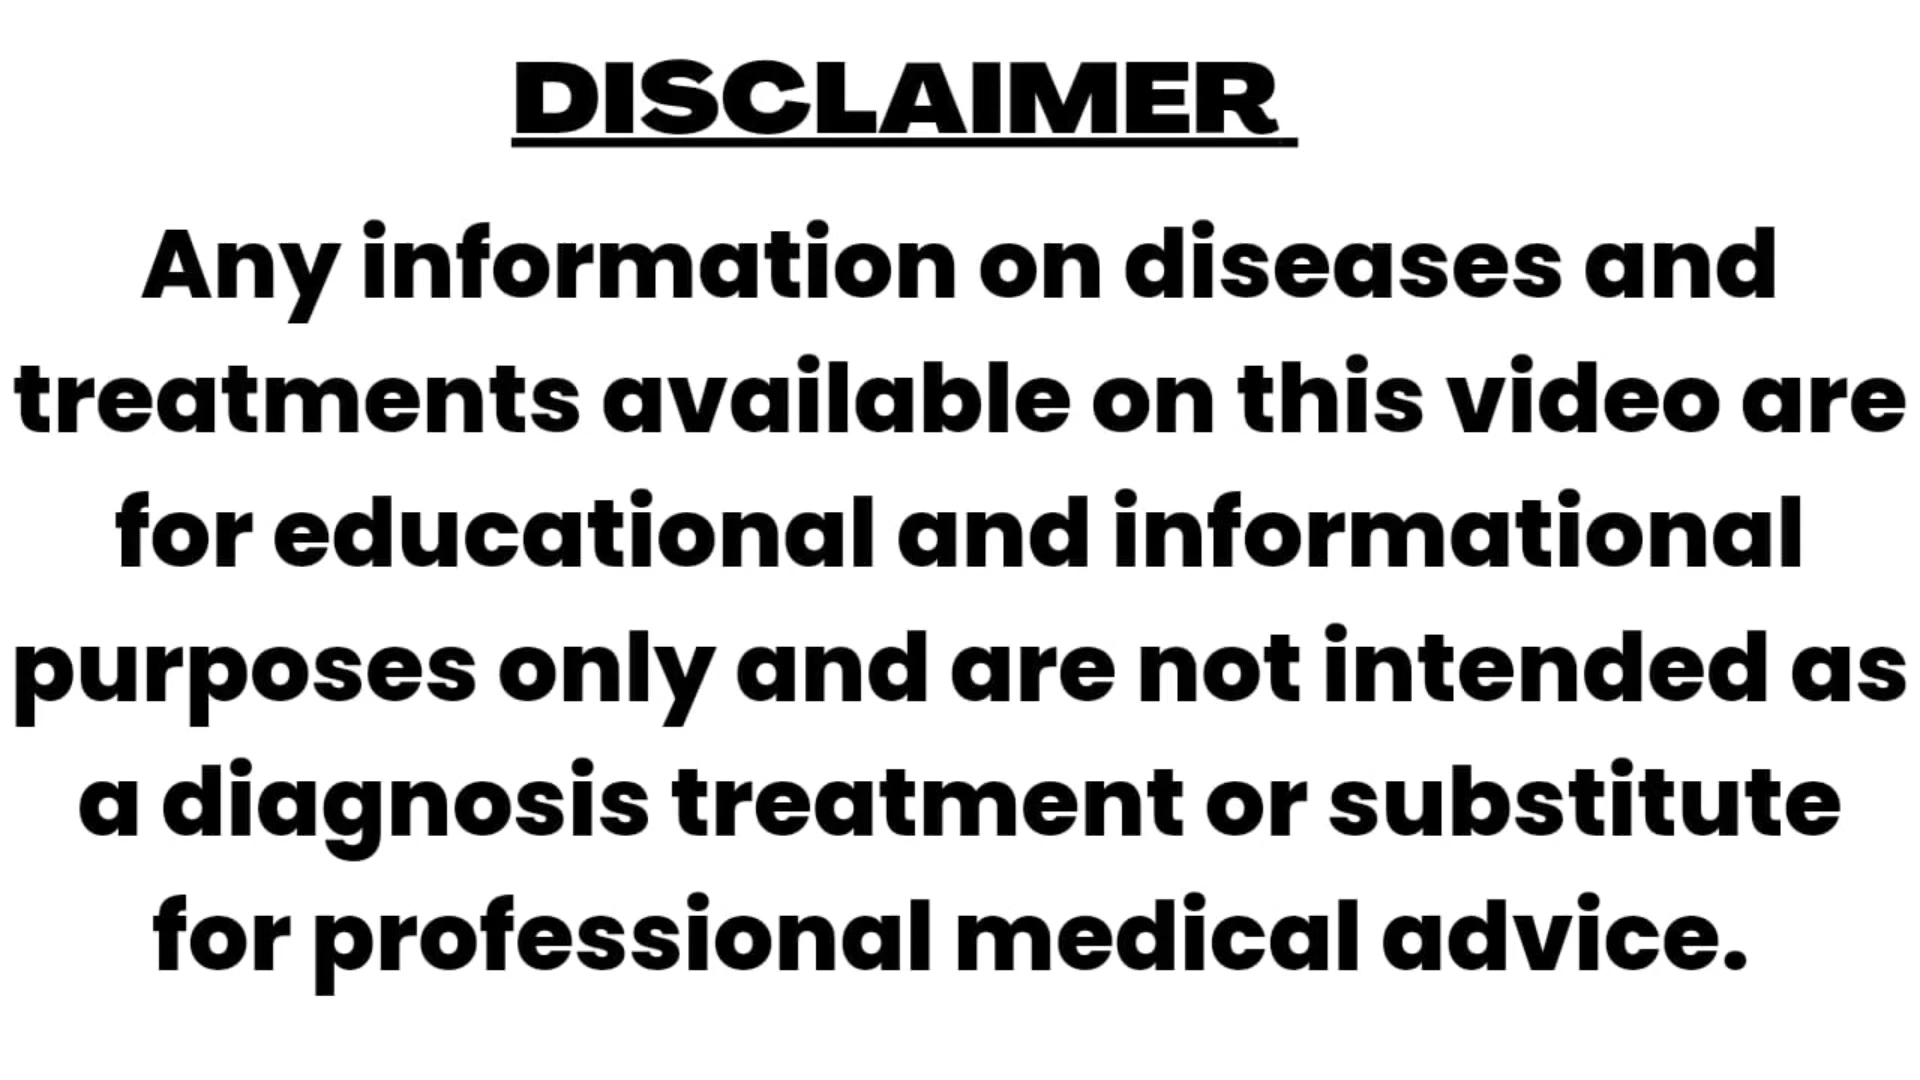 DISCLAIMER
Any information on diseases and
treatments available on this video are
for educational and informational
purposes only and are not intended as
a diagnosis treatment or substitute
for professional medical advice.